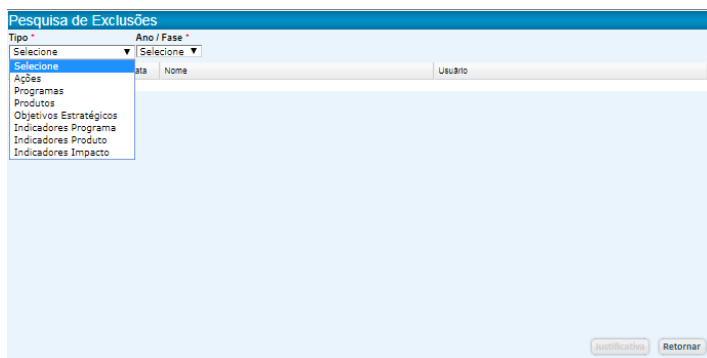 Pesquisa de Exclusões
Tipo * Ano / Fase *
Selecione Selecione
Selecione
ata Nome Usuário
Ações
Programas
Produtos
Objetivos Estratégicos
Indicadores Programa
Indicadores Produto
Indicadores Impacto
Justificativa Retornar